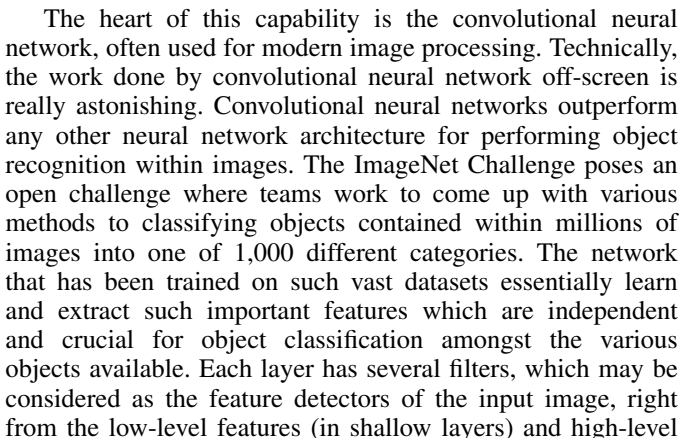 The heart of this capability is the convolutional neural
network, often used for modern image processing. Technically,
the work done by convolutional neural network off-screen is
really astonishing. Convolutional neural networks outperform
any other neural network architecture for performing object
recognition within images. The ImageNet Challenge poses an
open challenge where teams work to come up with various
methods to classifying objects contained within millions of
images into one of 1,000 different categories. The network
that has been trained on such vast datasets essentially learn
and extract such important features which are independent
and crucial for object classification amongst the various
objects available. Each layer has several filters, which may be
considered as the feature detectors of the input image, right
from the low-level features (in shallow layers) and high-level